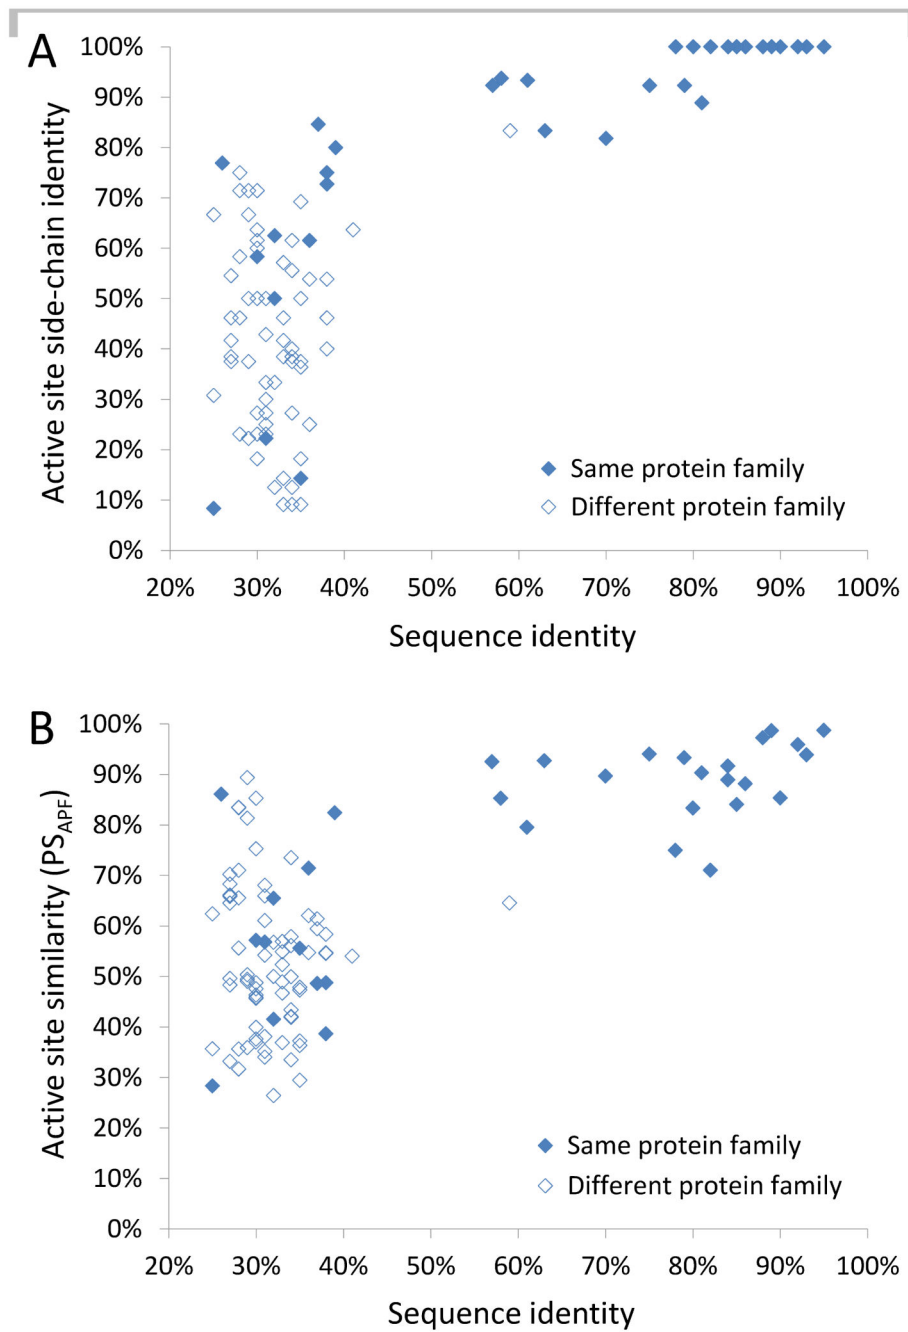 A
100%
90%
80%
70%
60%
50%
40%
30%
20%
10%
0%
Active site side-chain identity
Same protein family
Different protein family
20% 30% 40% 50% 60% 70% 80% 90% 100%
Sequence identity
B
100%
90%
80%
70%
60%
50%
40%
30%
20%
10%
0%
Active site similarity (PS_APF)
Same protein family
Different protein family
20% 30% 40% 50% 60% 70% 80% 90% 100%
Sequence identity